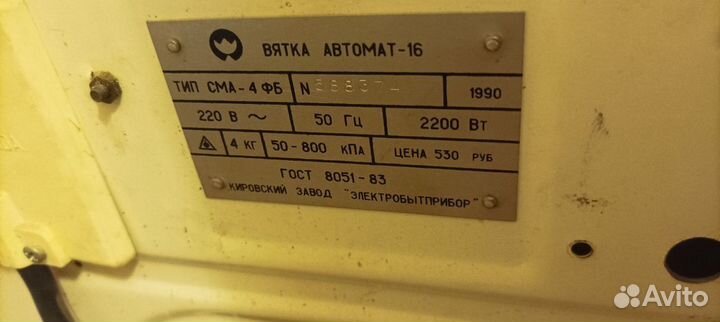 ВЯТКА АВТОМАТ-16
ТИП СМА-4 ФБ N 388374 1990
220 В ~ 50 ГЦ 2200 ВТ
4 КГ 50-800 КПА ЦЕНА 530 РУБ
ГОСТ 8051-83
КИРОВСКИЙ ЗАВОД "ЭЛЕКТРОБЫТПРИБОР"
Avito